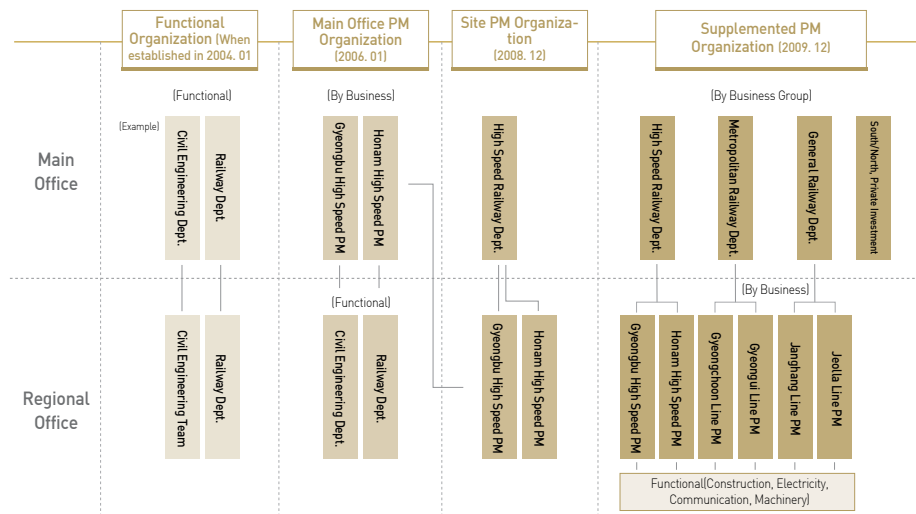 Functional
Organization (When
established in 2004. 01
Main Office PM
Organization
(2006. 01)
Site PM Organiza-
tion
(2008. 12)
Supplemented PM
Organization (2009. 12)
(Functional)
(By Business)
(By Business Group)
(Example)
Main
Office
Civil Engineering Dept.
Railway Dept.
Gyeongbu High Speed PM
Honam High Speed PM
High Speed Railway Dept.
High Speed Railway Dept.
Metropolitan Railway Dept.
General Railway Dept.
South/North, Private Investment
(Functional)
(By Business)
Regional
Office
Civil Engineering Team
Railway Dept.
Civil Engineering Dept.
Railway Dept.
Gyeongbu High Speed PM
Honam High Speed PM
Gyeongbu High Speed PM
Honam High Speed PM
Gyeongchoon Line PM
Gyeongui Line PM
Janghang Line PM
Jeolla Line PM
Functional(Construction, Electricity,
Communication, Machinery)